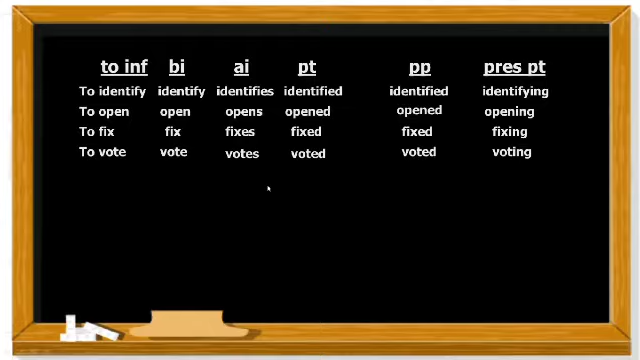 to inf bi ai pt pp pres pt
To identify identify identifies identified identified identifying
To open open opens opened opened opening
To fix fix fixes fixed fixed fixing
To vote vote votes voted voted voting